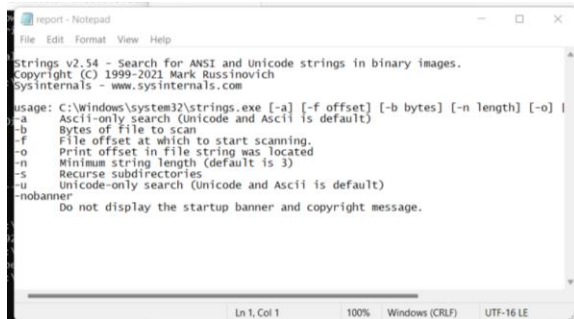 report - Notepad
File Edit Format View Help
Strings v2.54 - Search for ANSI and Unicode strings in binary images.
Copyright (C) 1999-2021 Mark Russinovich
Sysinternals - www.sysinternals.com
usage: C:\Windows\system32\strings.exe [-a] [-f offset] [-b bytes] [-n length] [-o] [
-a Ascii-only search (Unicode and Ascii is default)
-b Bytes of file to scan
-f File offset at which to start scanning.
-o Print offset in file string was located
-n Minimum string length (default is 3)
-s Recurse subdirectories
-u Unicode-only search (Unicode and Ascii is default)
-nobanner
Do not display the startup banner and copyright message.
Ln 1, Col 1 100% Windows (CRLF) UTF-16 LE